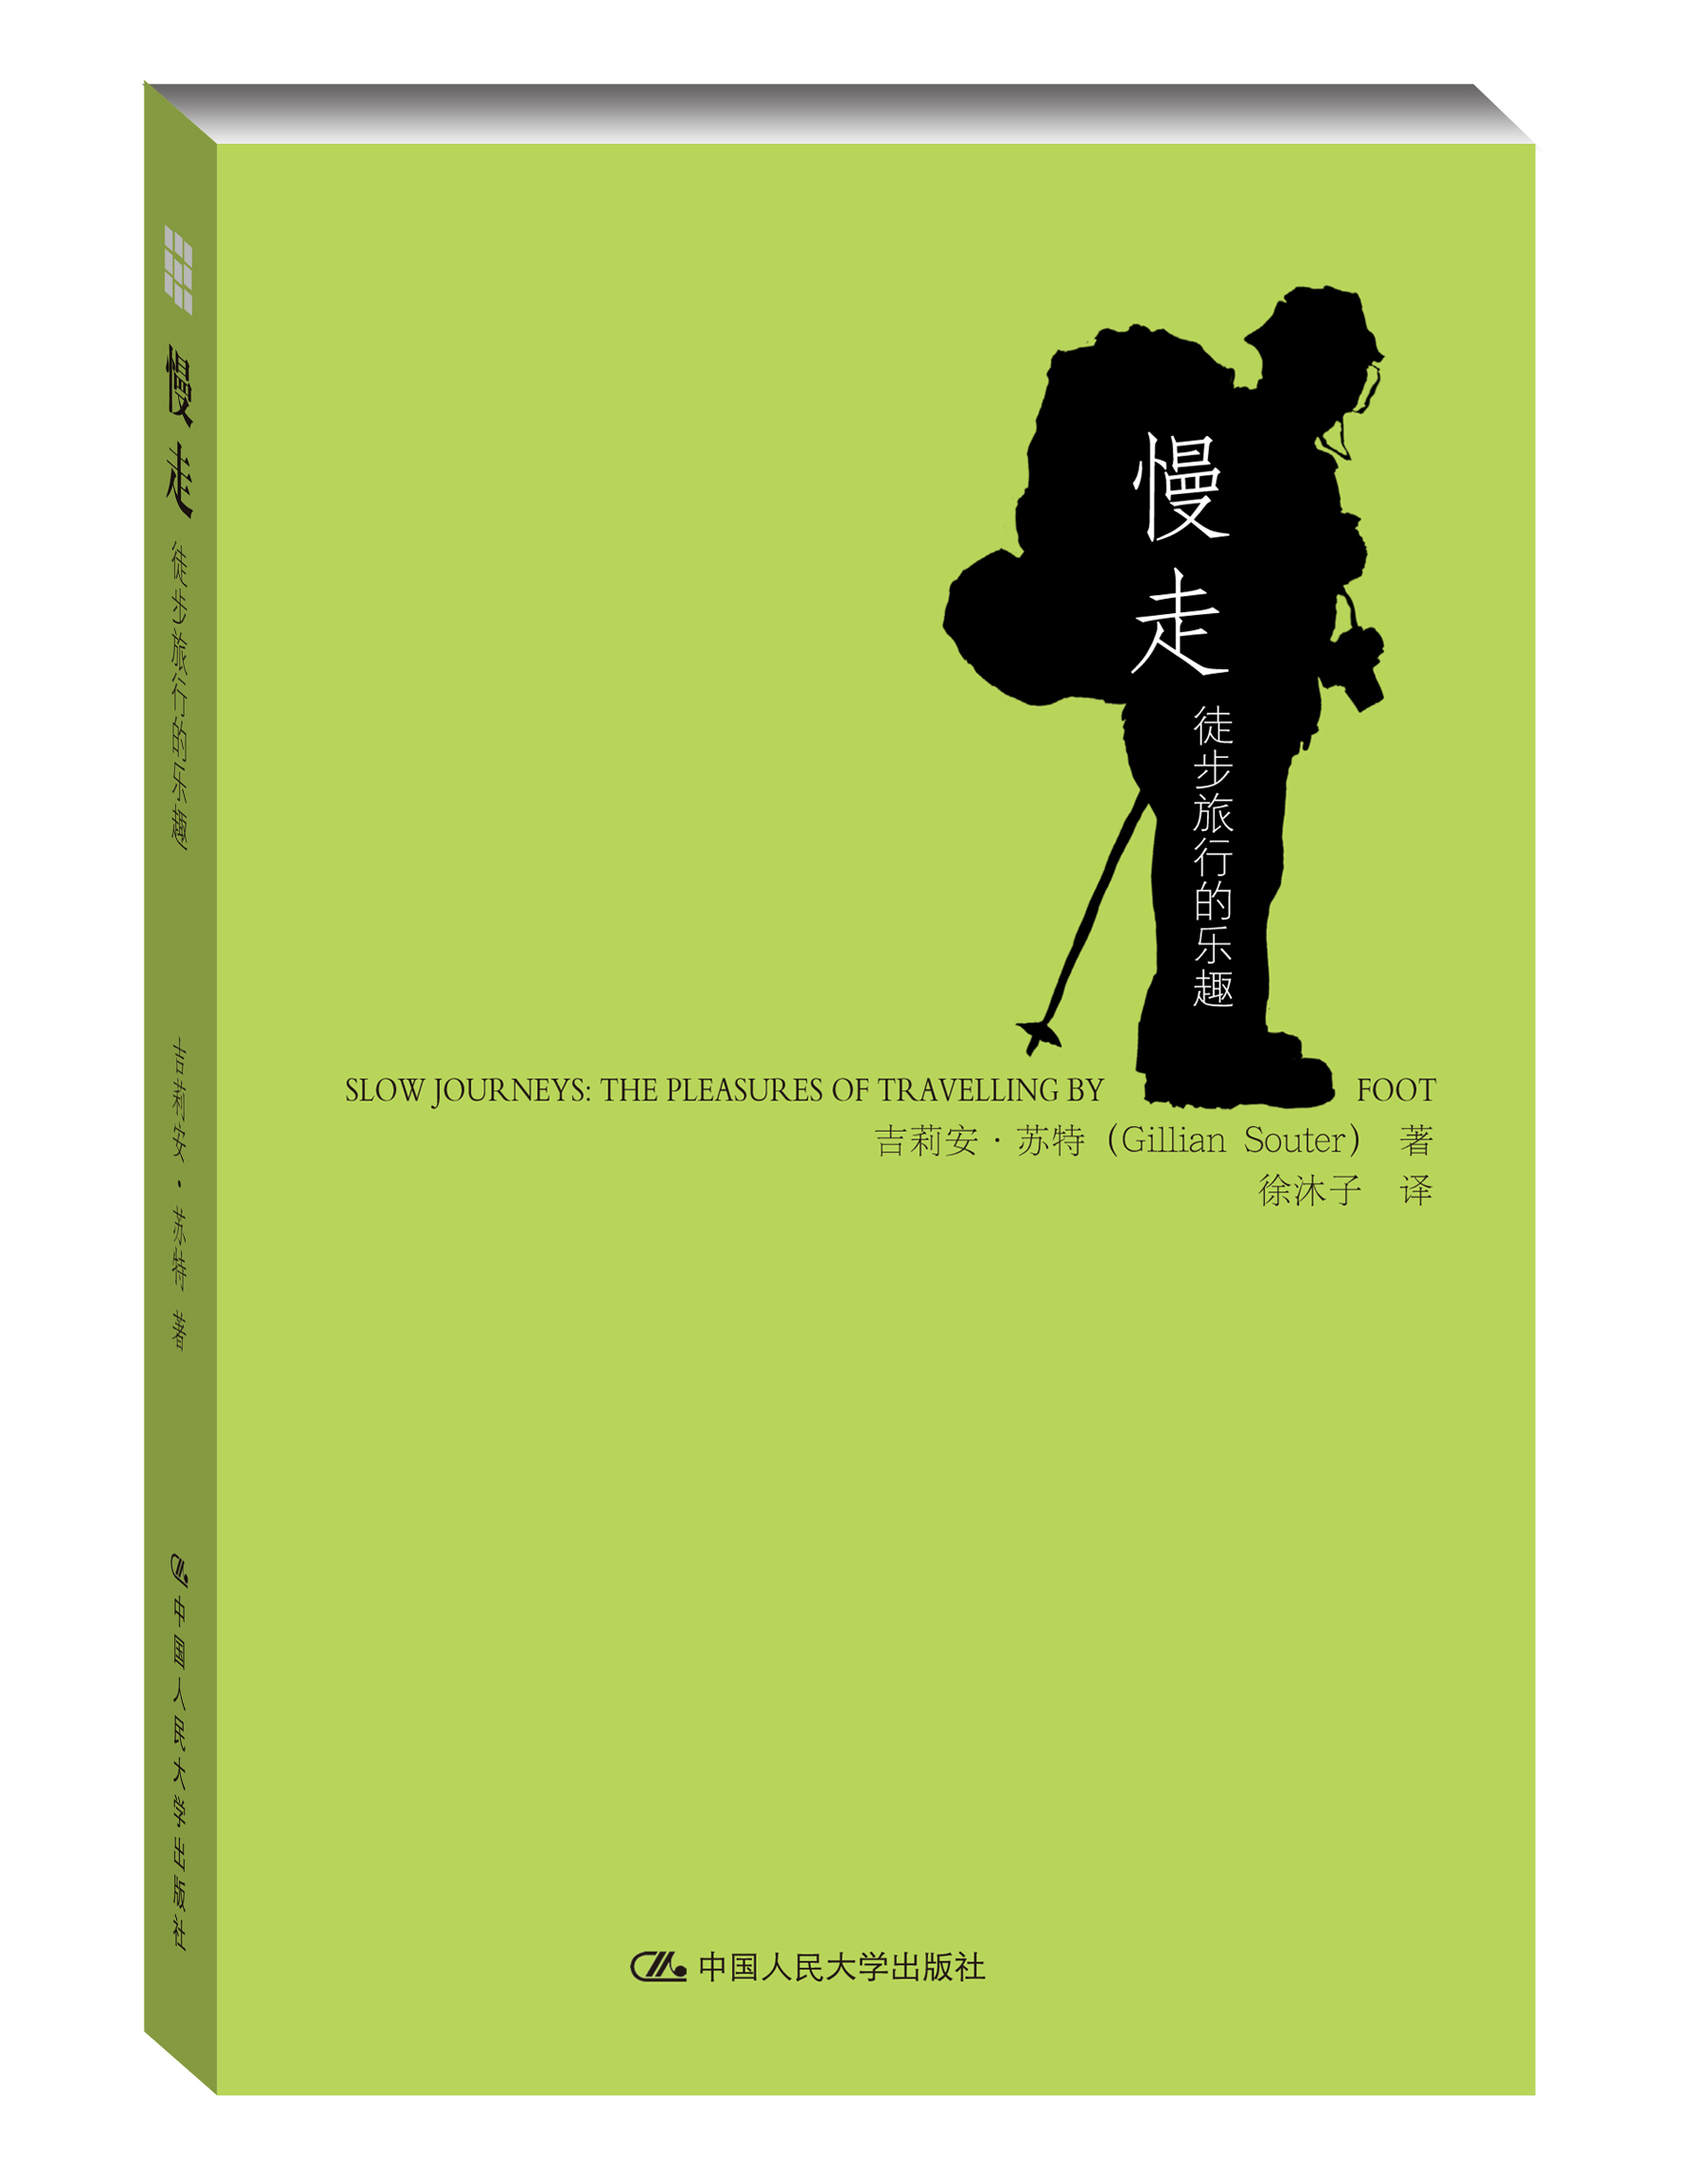 慢走
徒步旅行的乐趣
吉莉安·苏特 著
中国人民大学出版社
慢走
徒步旅行的乐趣
SLOW JOURNEYS: THE PLEASURES OF TRAVELLING BY FOOT
吉莉安·苏特（Gillian Souter） 著
徐沐子 译
中国人民大学出版社